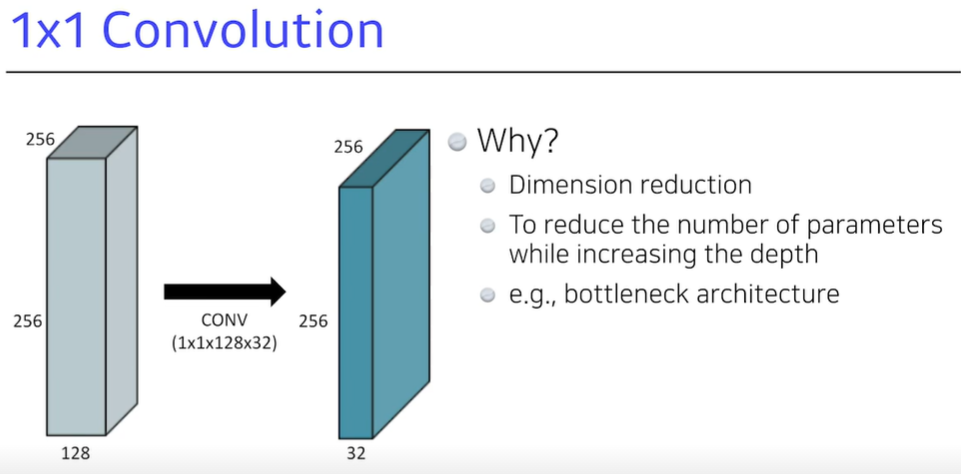 1x1 Convolution
256
256
128
CONV
(1x1x128x32)
256
256
32
Why?
Dimension reduction
To reduce the number of parameters
while increasing the depth
e.g., bottleneck architecture